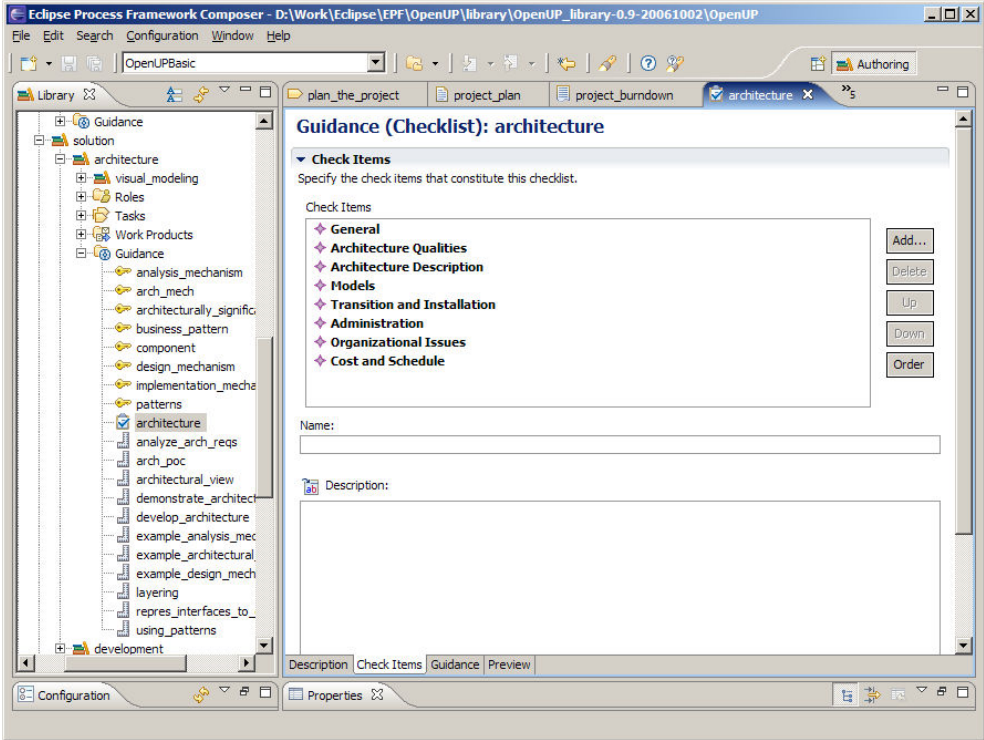 Eclipse Process Framework Composer - D:\Work\Eclipse\EPF\OpenUP\library\OpenUP_library-0.9-20061002\OpenUP
File Edit Search Configuration Window Help
OpenUPBasic
Authoring
Library
plan_the_project
project_plan
project_burndown
architecture
»5
Guidance
solution
architecture
visual_modeling
Roles
Tasks
Work Products
Guidance
analysis_mechanism
arch_mech
architecturally_signific
business_pattern
component
design_mechanism
implementation_mecha
patterns
architecture
analyze_arch_reqs
arch_poc
architectural_view
demonstrate_architect
develop_architecture
example_analysis_mec
example_architectural_
example_design_mech
layering
repres_interfaces_to_
using_patterns
development
Guidance (Checklist): architecture
Check Items
Specify the check items that constitute this checklist.
Check Items
General
Architecture Qualities
Architecture Description
Models
Transition and Installation
Administration
Organizational Issues
Cost and Schedule
Add...
Delete
Up
Down
Order
Name:
Description:
Description Check Items Guidance Preview
Configuration
Properties